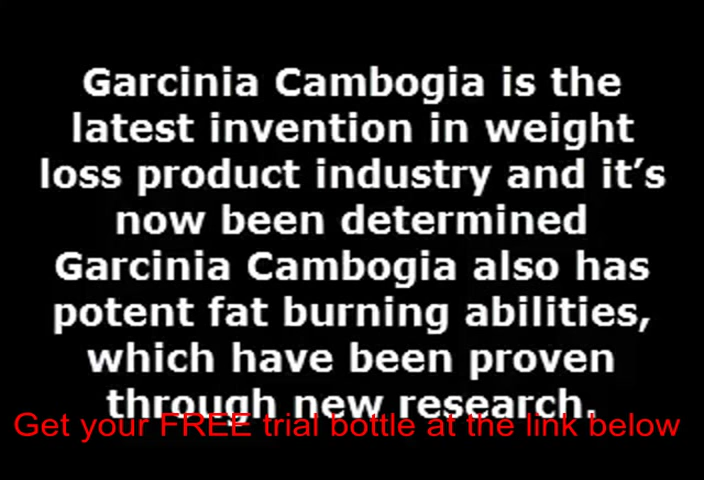 Garcinia Cambogia is the
latest invention in weight
loss product industry and it’s
now been determined
Garcinia Cambogia also has
potent fat burning abilities,
which have been proven
through new research.
Get your FREE trial bottle at the link below